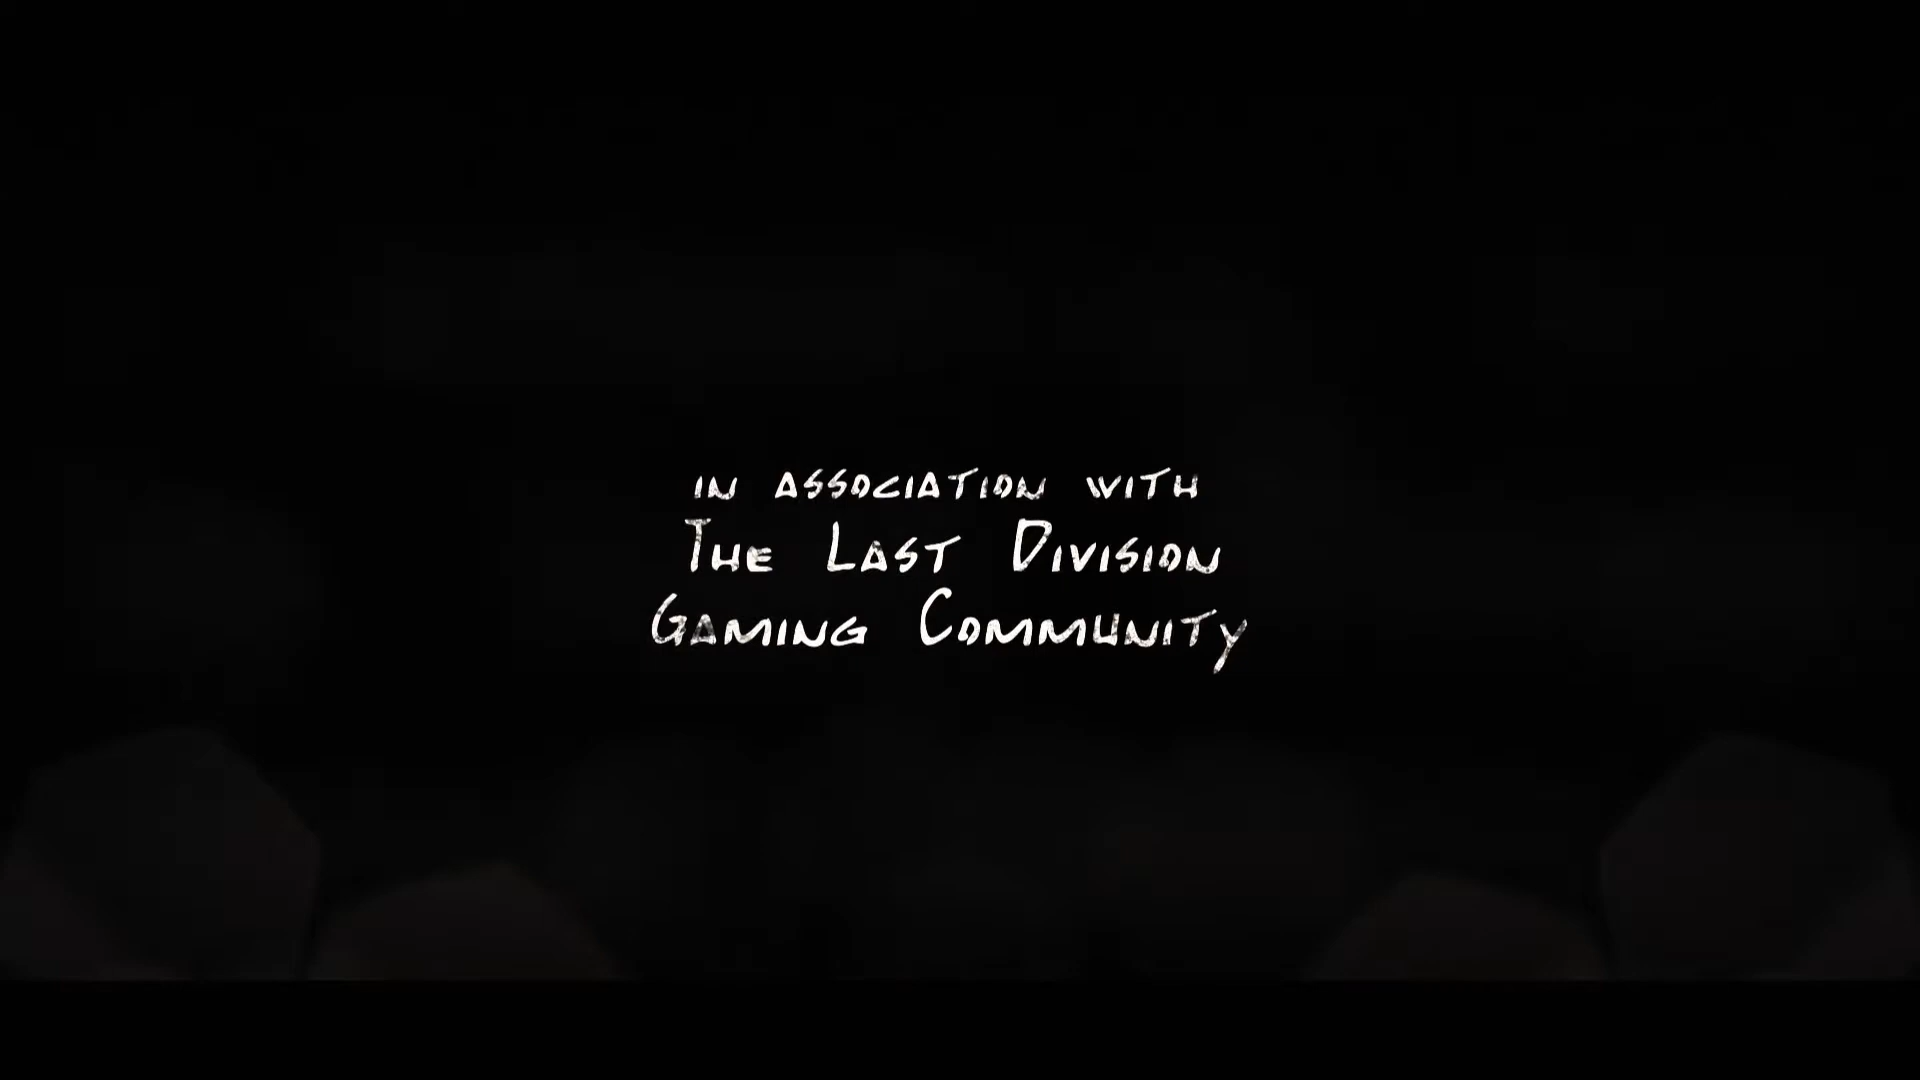 in association with
The Last Division
Gaming Community